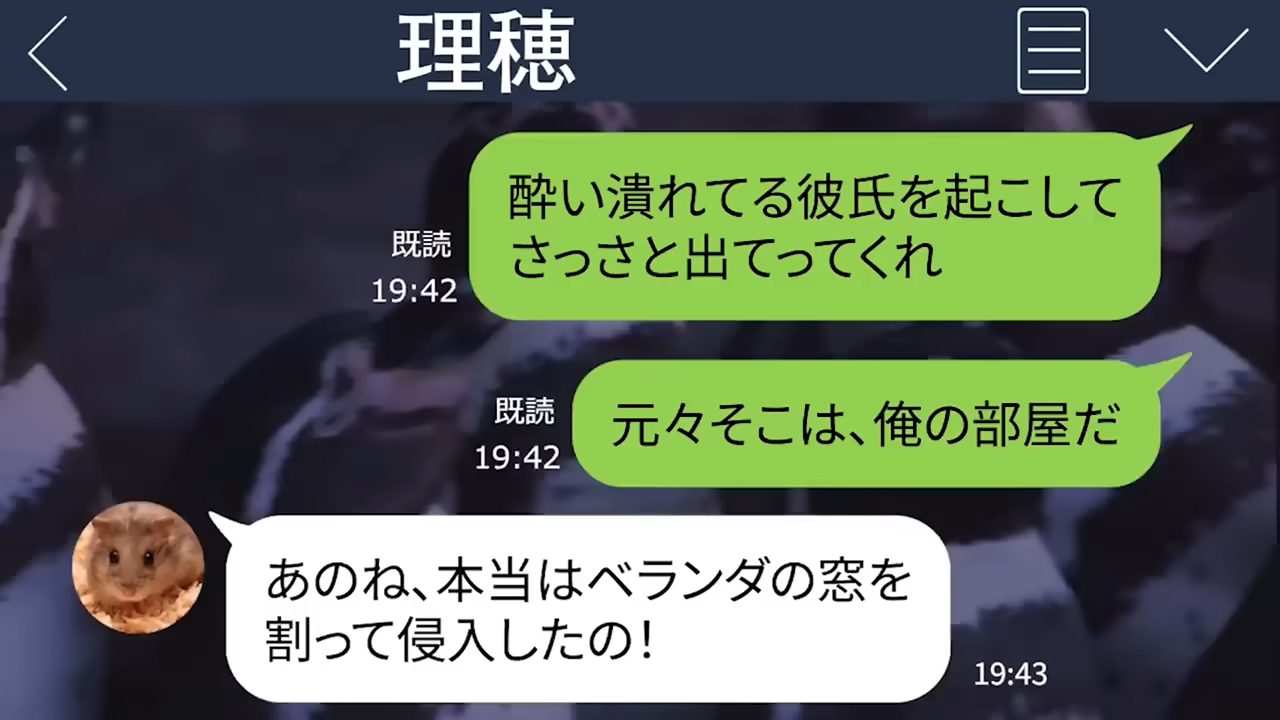 理穂
酔い潰れてる彼氏を起こして
さっさと出てってくれ
既読
19:42
元々そこは、俺の部屋だ
既読
19:42
あのね、本当はベランダの窓を
割って侵入したの！
19:43